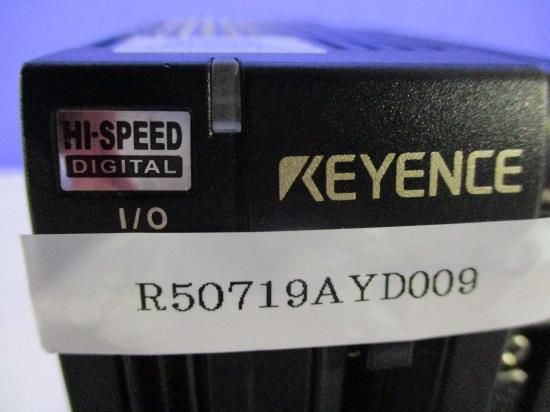 HI-SPEED
DIGITAL
KEYENCE
I/O
R50719AYD009